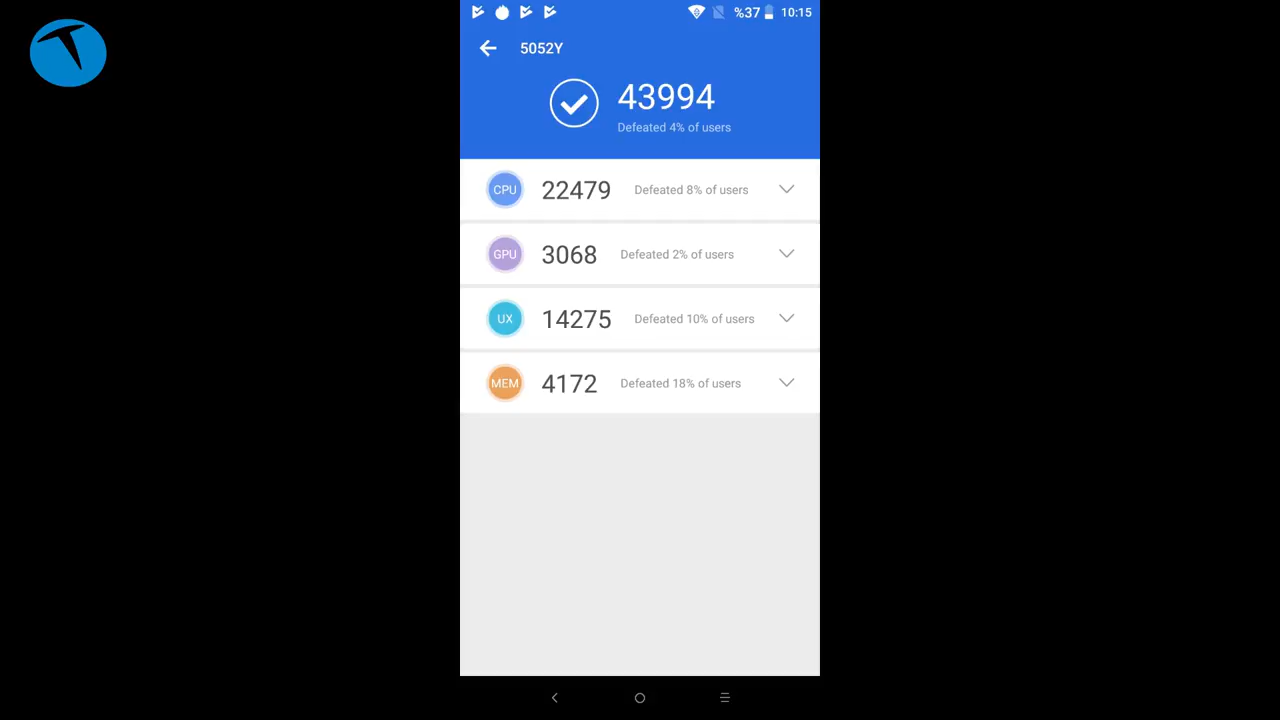 %37 10:15
5052Y
43994
Defeated 4% of users
CPU 22479 Defeated 8% of users
GPU 3068 Defeated 2% of users
UX 14275 Defeated 10% of users
MEM 4172 Defeated 18% of users